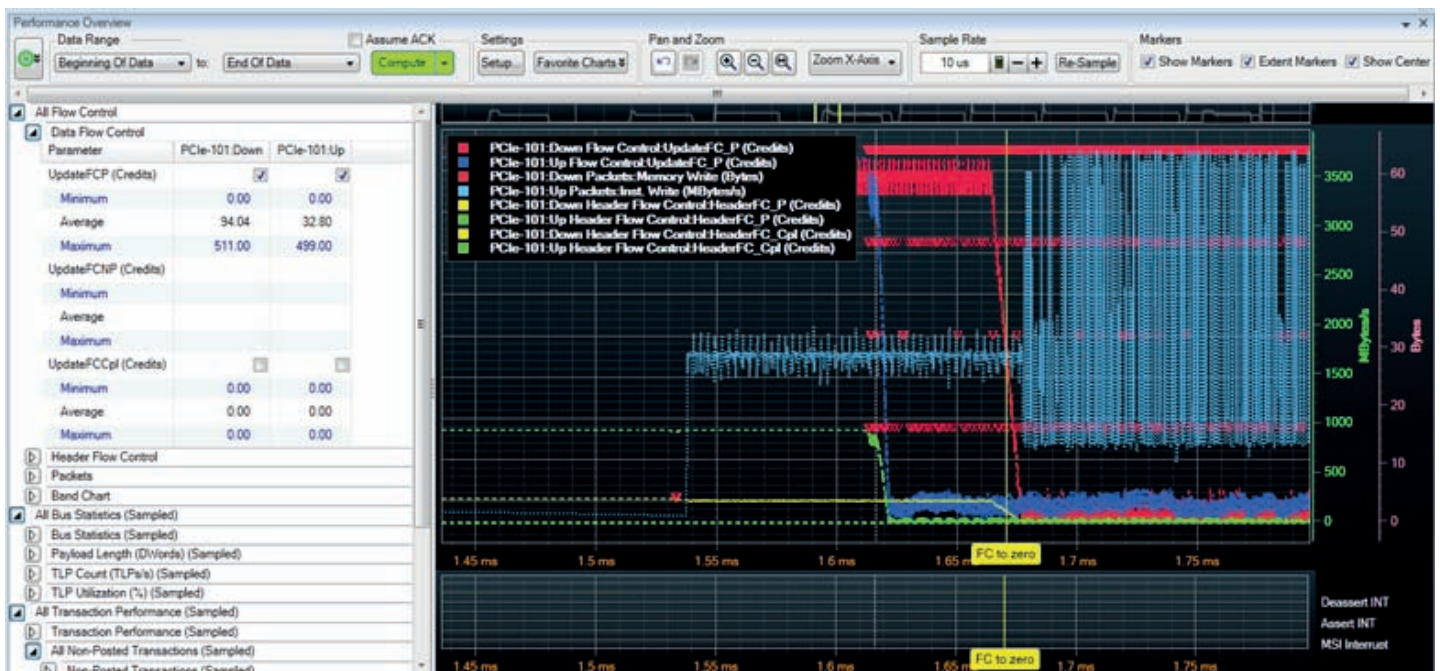 Performance Overview
Data Range Assume ACK Settings Pan and Zoom Sample Rate Markers
Beginning Of Data to: End Of Data Compute Setup... Favorite Charts Zoom X-Axis 10 us Re-Sample Show Markers Extent Markers Show Center
All Flow Control
Data Flow Control
Parameter PCIe-101:Down PCIe-101:Up
UpdateFCP (Credits)
Minimum 0.00 0.00
Average 94.04 32.80
Maximum 511.00 499.00
UpdateFCNP (Credits)
Minimum
Average
Maximum
UpdateFCCpl (Credits)
Minimum 0.00 0.00
Average 0.00 0.00
Maximum 0.00 0.00
Header Flow Control
Packets
Band Chart
All Bus Statistics (Sampled)
Bus Statistics (Sampled)
Payload Length (DWords) (Sampled)
TLP Count (TLPs/s) (Sampled)
TLP Utilization (%) (Sampled)
All Transaction Performance (Sampled)
Transaction Performance (Sampled)
All Non-Posted Transactions (Sampled)
Non-Posted Transactions (Sampled)
PCIe-101:Down Flow Control:UpdateFC_P (Credits)
PCIe-101:Up Flow Control:UpdateFC_P (Credits)
PCIe-101:Down Packets:Memory Write (Bytes)
PCIe-101:Up Packets:Inst. Write (MBytes/s)
PCIe-101:Down Header Flow Control:HeaderFC_P (Credits)
PCIe-101:Up Header Flow Control:HeaderFC_P (Credits)
PCIe-101:Down Header Flow Control:HeaderFC_Cpl (Credits)
PCIe-101:Up Header Flow Control:HeaderFC_Cpl (Credits)
3500
3000
2500
2000
1500
1000
500
0
MBytes/s
60
50
40
30
20
10
0
Bytes
1.45 ms 1.5 ms 1.55 ms 1.6 ms 1.65 FC to zero 1.7 ms 1.75 ms
Deassert INT
Assert INT
MSI Interrupt
1.45 ms 1.5 ms 1.55 ms 1.6 ms 1.65 FC to zero 1.7 ms 1.75 ms